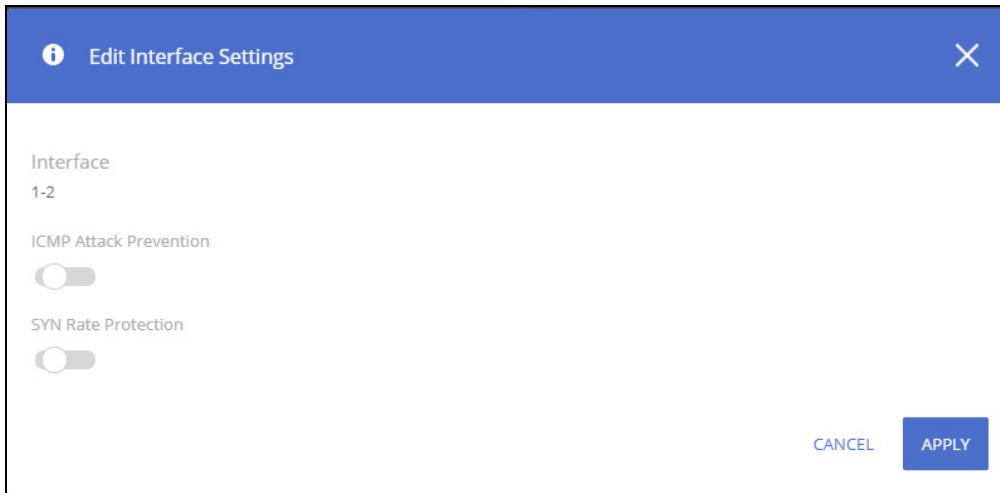 Edit Interface Settings
Interface
1-2
ICMP Attack Prevention
SYN Rate Protection
CANCEL
APPLY